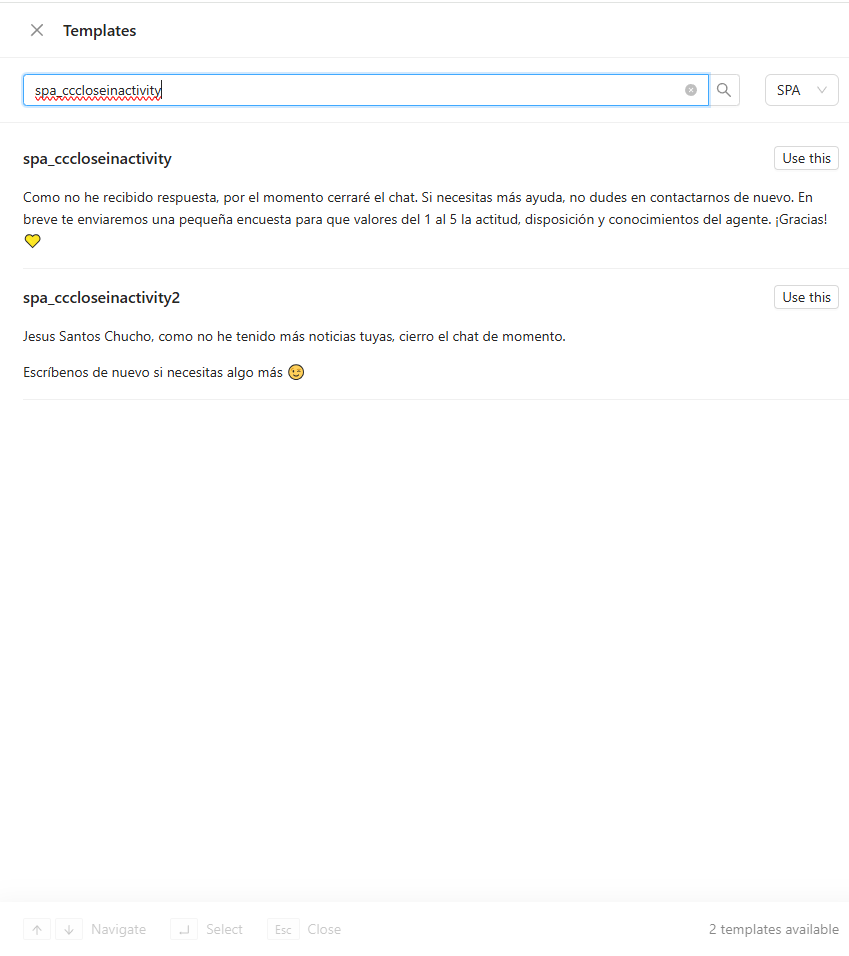 Templates
spa_cccloseinactivity
SPA
spa_cccloseinactivity
Use this
Como no he recibido respuesta, por el momento cerraré el chat. Si necesitas más ayuda, no dudes en contactarnos de nuevo. En
breve te enviaremos una pequeña encuesta para que valores del 1 al 5 la actitud, disposición y conocimientos del agente. ¡Gracias!
💛
spa_cccloseinactivity2
Use this
Jesus Santos Chucho, como no he tenido más noticias tuyas, cierro el chat de momento.
Escríbenos de nuevo si necesitas algo más 😉
Navigate
Select
Esc Close
2 templates available